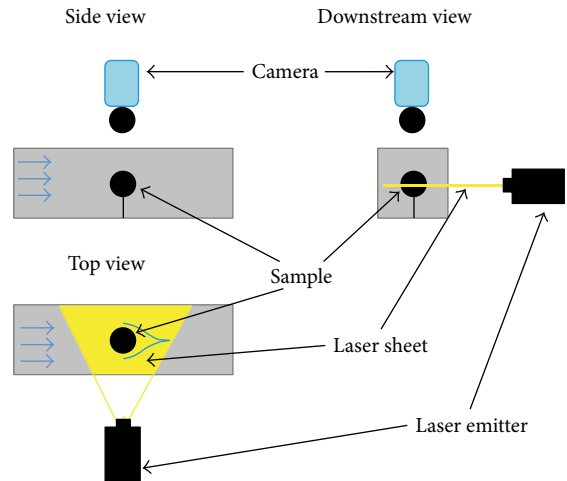 Side view
Downstream view
Camera
Top view
Sample
Laser sheet
Laser emitter